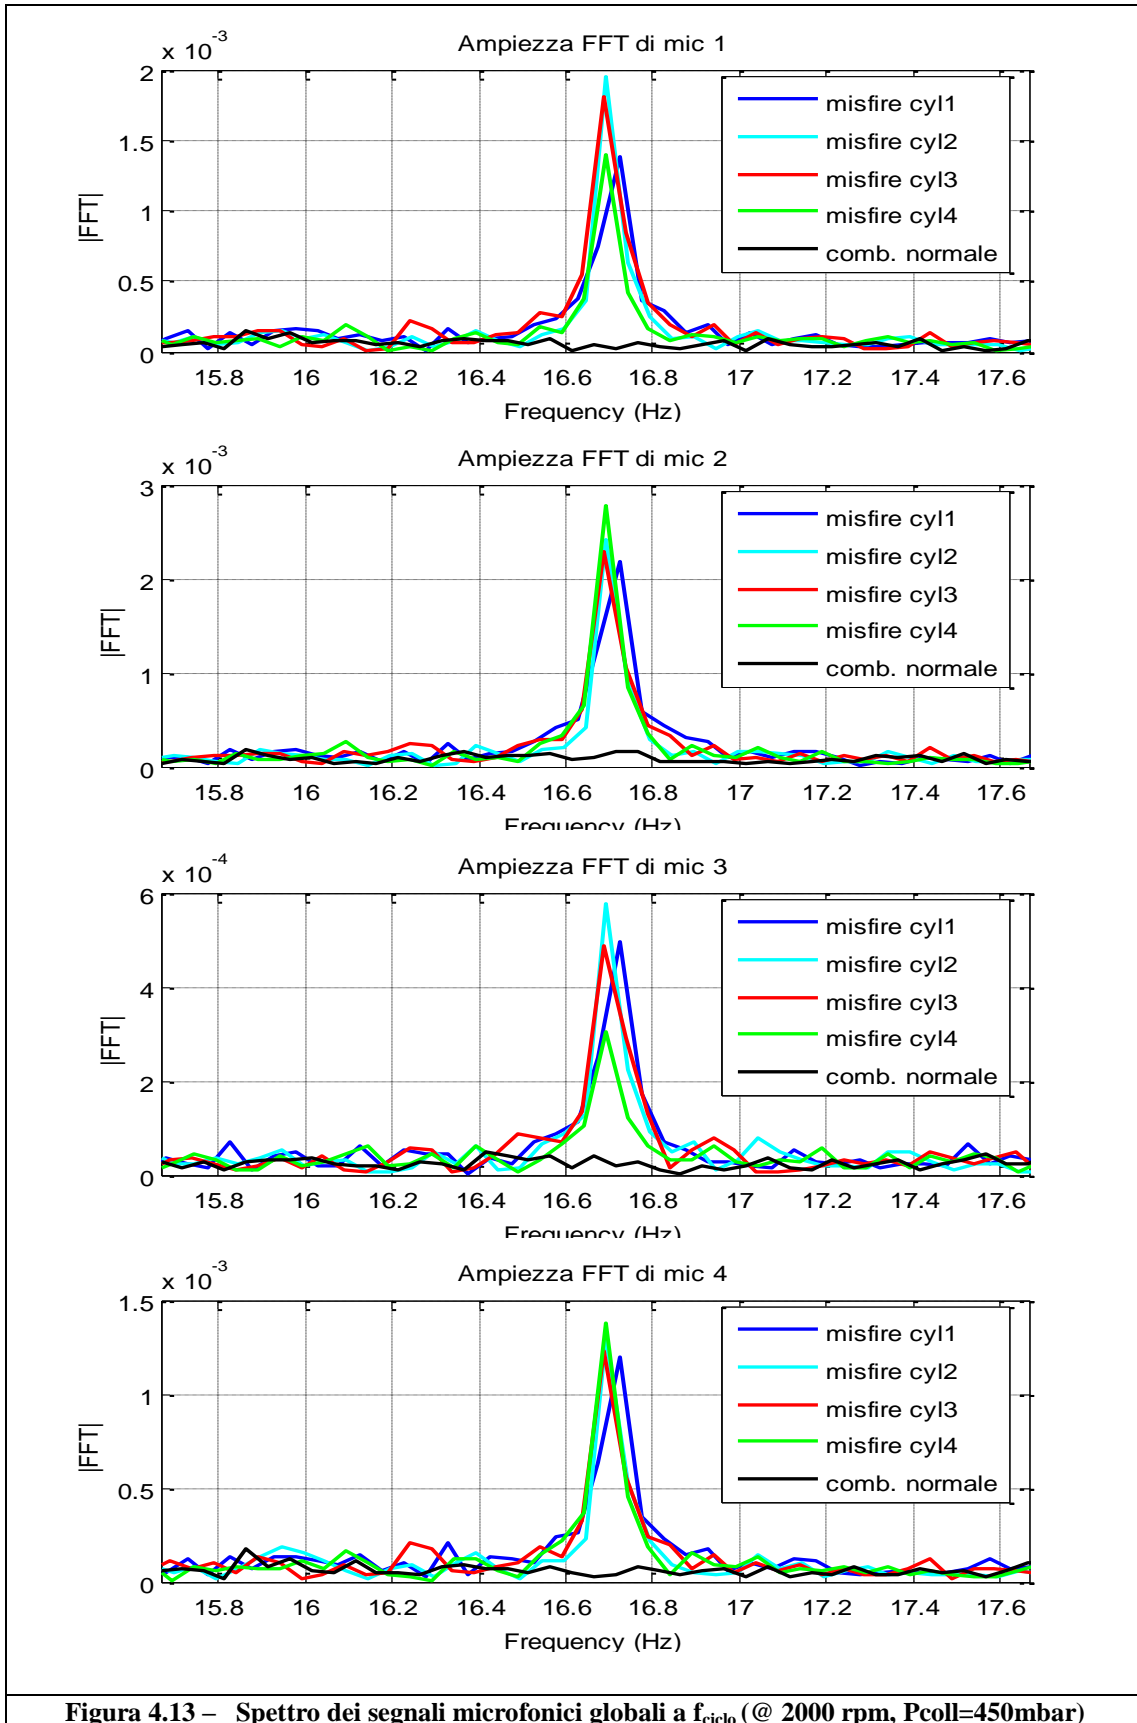 Ampiezza FFT di mic 1
x 10-3
2
1.5
1
0.5
0
|FFT|
misfire cyl1
misfire cyl2
misfire cyl3
misfire cyl4
comb. normale
15.8 16 16.2 16.4 16.6 16.8 17 17.2 17.4 17.6
Frequency (Hz)
Ampiezza FFT di mic 2
x 10-3
3
2
1
0
|FFT|
misfire cyl1
misfire cyl2
misfire cyl3
misfire cyl4
comb. normale
15.8 16 16.2 16.4 16.6 16.8 17 17.2 17.4 17.6
Frequency (Hz)
Ampiezza FFT di mic 3
x 10-4
6
4
2
0
|FFT|
misfire cyl1
misfire cyl2
misfire cyl3
misfire cyl4
comb. normale
15.8 16 16.2 16.4 16.6 16.8 17 17.2 17.4 17.6
Frequency (Hz)
Ampiezza FFT di mic 4
x 10-3
1.5
1
0.5
0
|FFT|
misfire cyl1
misfire cyl2
misfire cyl3
misfire cyl4
comb. normale
15.8 16 16.2 16.4 16.6 16.8 17 17.2 17.4 17.6
Frequency (Hz)
Figura 4.13 – Spettro dei segnali microfonici globali a fciclo (@ 2000 rpm, Pcoll=450mbar)